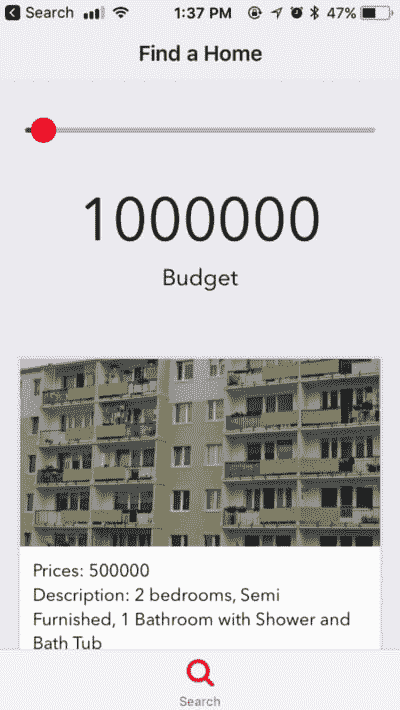 Search 1:37 PM 47%
Find a Home
1000000
Budget
Prices: 500000
Description: 2 bedrooms, Semi
Furnished, 1 Bathroom with Shower and
Bath Tub
Search